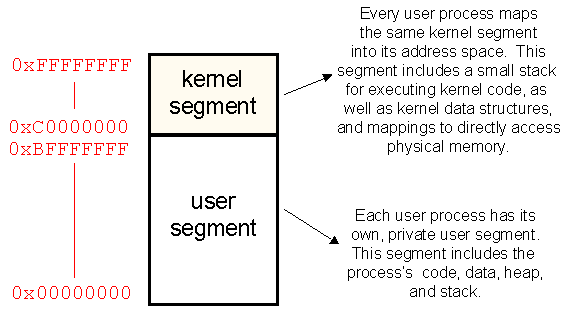 0xFFFFFFFF
0xC0000000
0xBFFFFFFF
0x00000000
kernel
segment
user
segment
Every user process maps
the same kernel segment
into its address space. This
segment includes a small stack
for executing kernel code, as
well as kernel data structures,
and mappings to directly access
physical memory.
Each user process has its
own, private user segment.
This segment includes the
process's code, data, heap,
and stack.